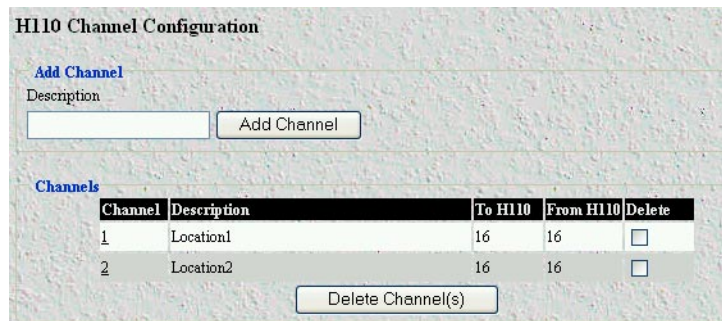 H110 Channel Configuration
Add Channel
Description
Add Channel
Channels
Channel Description To H110 From H110 Delete
1 Location1 16 16
2 Location2 16 16
Delete Channel(s)